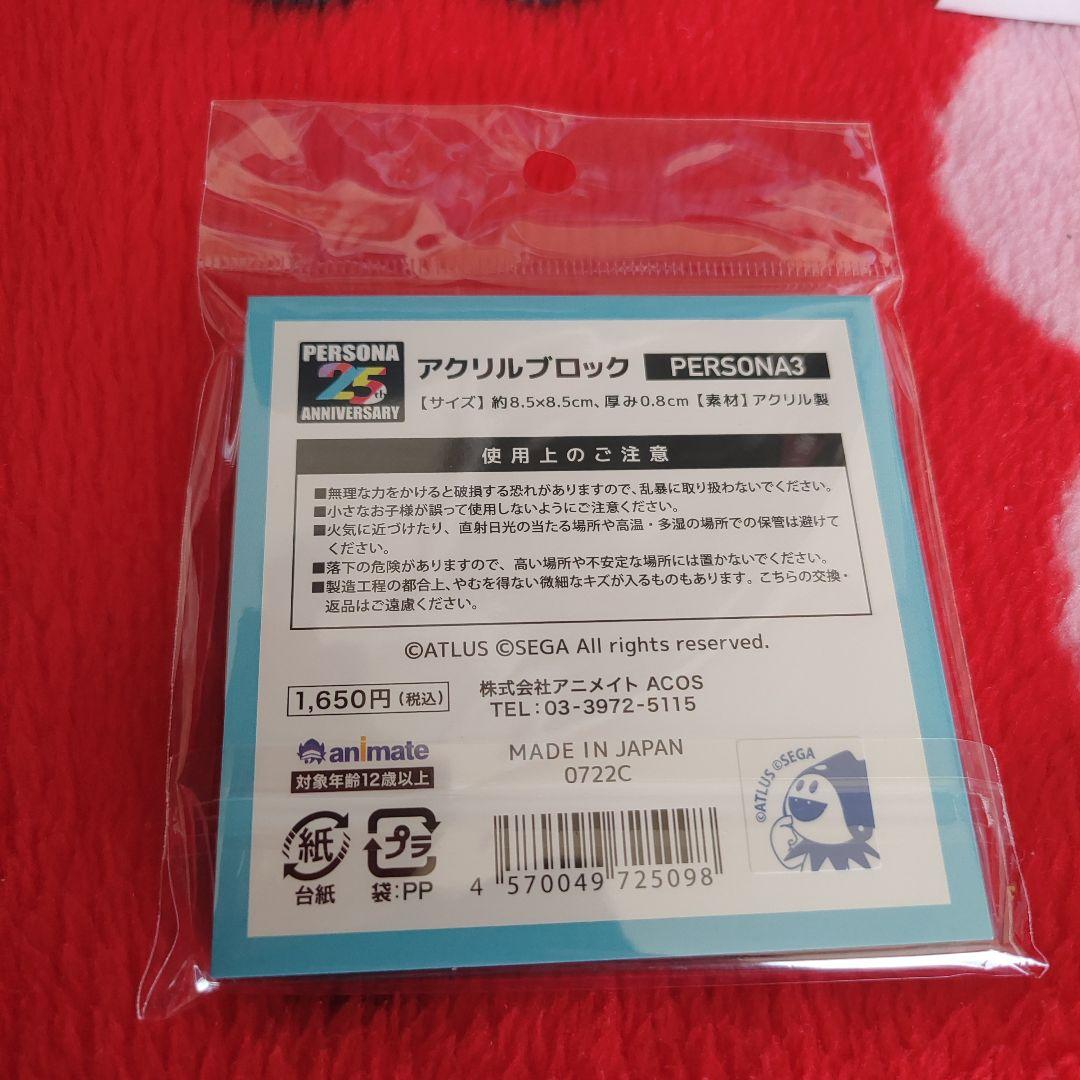 PERSONA
25th
ANNIVERSARY
アクリルブロック PERSONA3
【サイズ】約8.5×8.5cm、厚み0.8cm【素材】アクリル製
使用上のご注意
■無理な力をかけると破損する恐れがありますので、乱暴に取り扱わないでください。
■小さなお子様が誤って使用しないようにご注意ください。
■火気に近づけたり、直射日光の当たる場所や高温・多湿の場所での保管は避けて
ください。
■落下の危険がありますので、高い場所や不安定な場所には置かないでください。
■製造工程の都合上、やむを得ない微細なキズが入るものもあります。こちらの交換・
返品はご遠慮ください。
©ATLUS ©SEGA All rights reserved.
1,650円(税込)
株式会社アニメイト ACOS
TEL:03-3972-5115
animate
対象年齢12歳以上
MADE IN JAPAN
0722C
©ATLUS ©SEGA
紙
台紙
プラ
袋:PP
4 570049 725098